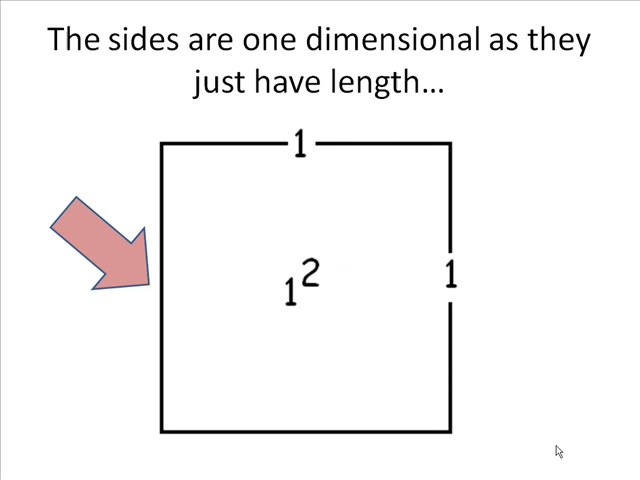 The sides are one dimensional as they
just have length...
1
1²
1